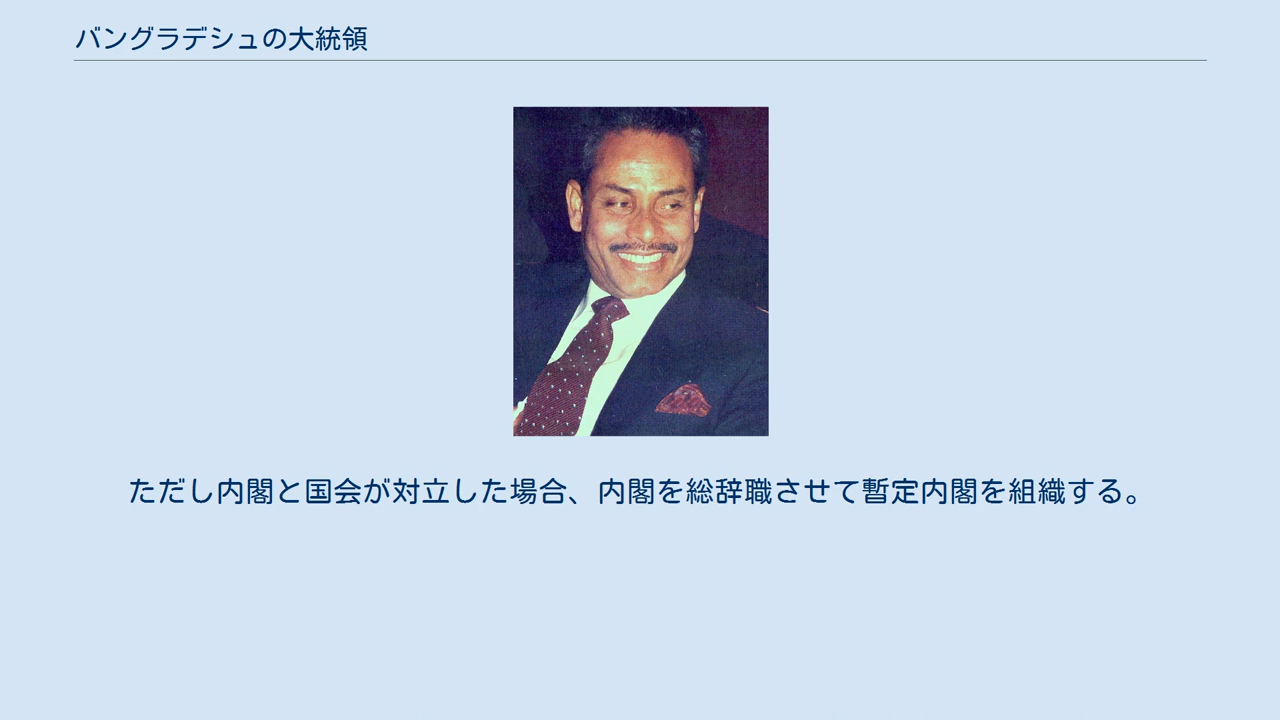 バングラデシュの大統領
ただし内閣と国会が対立した場合、内閣を総辞職させて暫定内閣を組織する。